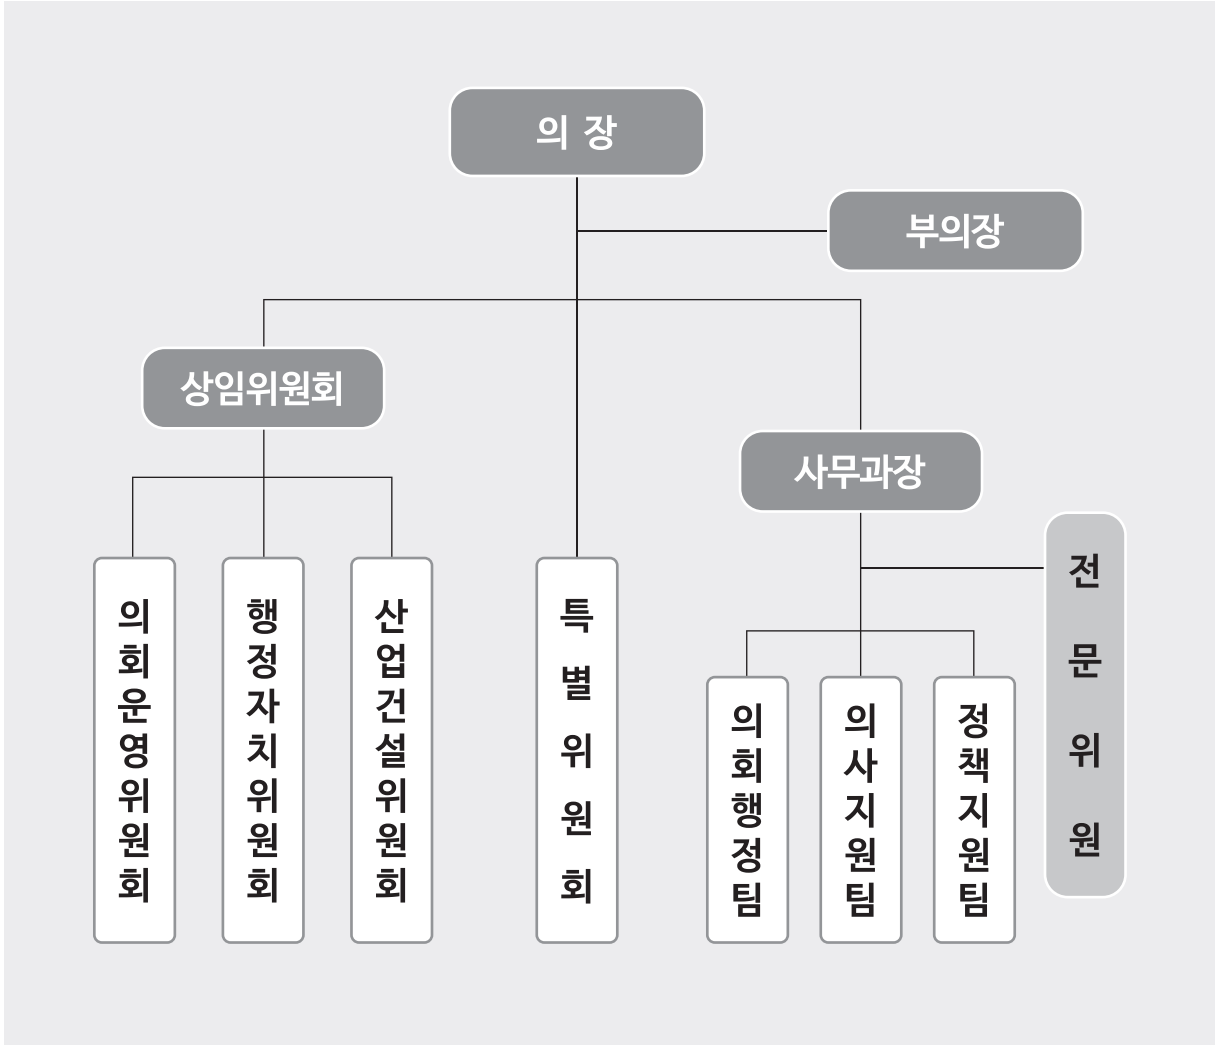 의 장
부의장
상임위원회
사무과장
의회운영위원회
행정자치위원회
산업건설위원회
특별위원회
의회행정팀
의사지원팀
정책지원팀
전문위원